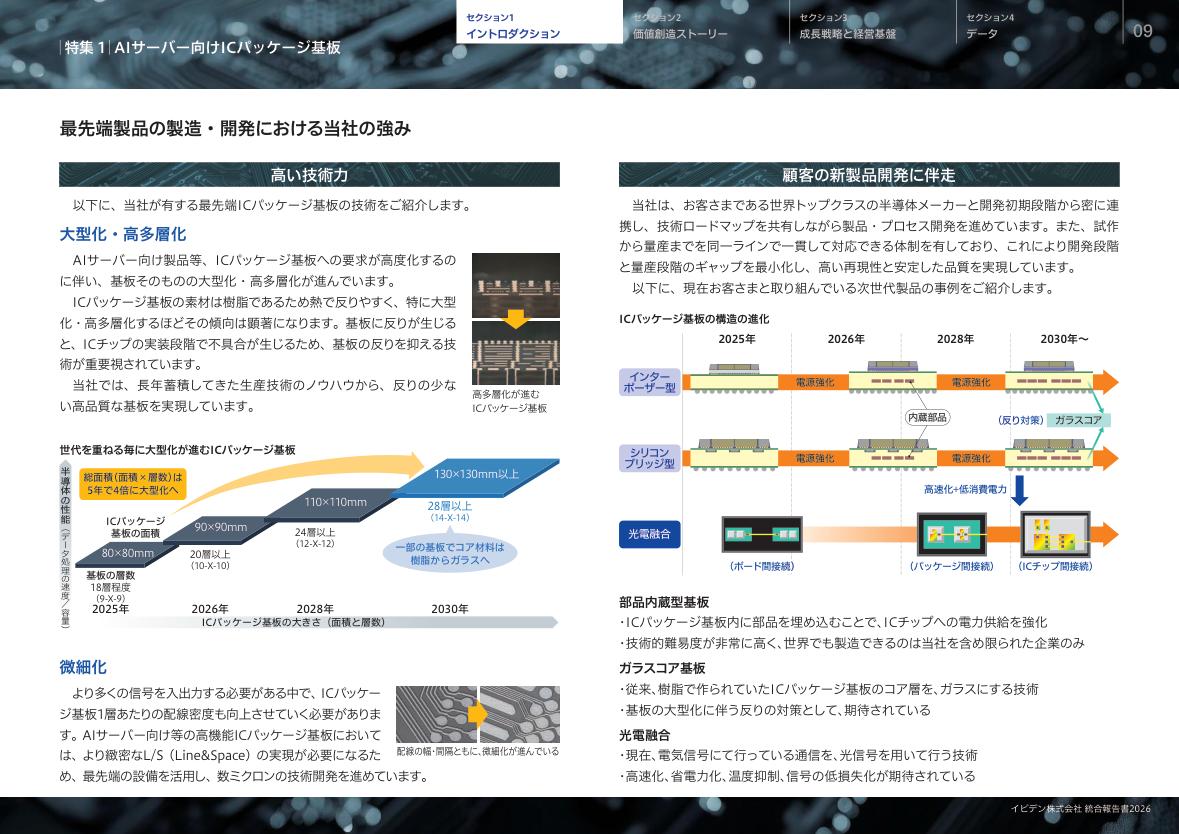 特集 1 AIサーバー向けICパッケージ基板
セクション1
イントロダクション
セクション2
価値創造ストーリー
セクション3
成長戦略と経営基盤
セクション4
データ
09
最先端製品の製造・開発における当社の強み
高い技術力
以下に、当社が有する最先端ICパッケージ基板の技術をご紹介します。
大型化・高多層化
AIサーバー向け製品等、ICパッケージ基板への要求が高度化するの
に伴い、基板そのものの大型化・高多層化が進んでいます。
ICパッケージ基板の素材は樹脂であるため熱で反りやすく、特に大型
化・高多層化するほどその傾向は顕著になります。基板に反りが生じる
と、ICチップの実装段階で不具合が生じるため、基板の反りを抑える技
術が重要視されています。
当社では、長年蓄積してきた生産技術のノウハウから、反りの少な
い高品質な基板を実現しています。
高多層化が進む
ICパッケージ基板
世代を重ねる毎に大型化が進むICパッケージ基板
半導体の性能（データ処理の速度／容量）
総面積（面積×層数）は
5年で4倍に大型化へ
ICパッケージ
基板の面積
80×80mm
90×90mm
110×110mm
130×130mm以上
基板の層数
18層程度
（9-X-9）
20層以上
（10-X-10）
24層以上
（12-X-12）
28層以上
（14-X-14）
一部の基板でコア材料は
樹脂からガラスへ
2025年
2026年
2028年
2030年
ICパッケージ基板の大きさ（面積と層数）
微細化
より多くの信号を入出力する必要がある中で、ICパッケー
ジ基板1層あたりの配線密度も向上させていく必要がありま
す。AIサーバー向け等の高機能ICパッケージ基板において
は、より緻密なL/S（Line&Space）の実現が必要になるた
め、最先端の設備を活用し、数ミクロンの技術開発を進めています。
配線の幅・間隔ともに、微細化が進んでいる
顧客の新製品開発に伴走
当社は、お客さまである世界トップクラスの半導体メーカーと開発初期段階から密に連
携し、技術ロードマップを共有しながら製品・プロセス開発を進めています。また、試作
から量産までを同一ラインで一貫して対応できる体制を有しており、これにより開発段階
と量産段階のギャップを最小化し、高い再現性と安定した品質を実現しています。
以下に、現在お客さまと取り組んでいる次世代製品の事例をご紹介します。
ICパッケージ基板の構造の進化
2025年
2026年
2028年
2030年～
インター
ポーザー型
電源強化
電源強化
内蔵部品
（反り対策）
ガラスコア
シリコン
ブリッジ型
電源強化
電源強化
高速化+低消費電力
光電融合
（ボード間接続）
（パッケージ間接続）
（ICチップ間接続）
部品内蔵型基板
・ICパッケージ基板内に部品を埋め込むことで、ICチップへの電力供給を強化
・技術的難易度が非常に高く、世界でも製造できるのは当社を含め限られた企業のみ
ガラスコア基板
・従来、樹脂で作られていたICパッケージ基板のコア層を、ガラスにする技術
・基板の大型化に伴う反りの対策として、期待されている
光電融合
・現在、電気信号にて行っている通信を、光信号を用いて行う技術
・高速化、省電力化、温度抑制、信号の低損失化が期待されている
イビデン株式会社 統合報告書2026